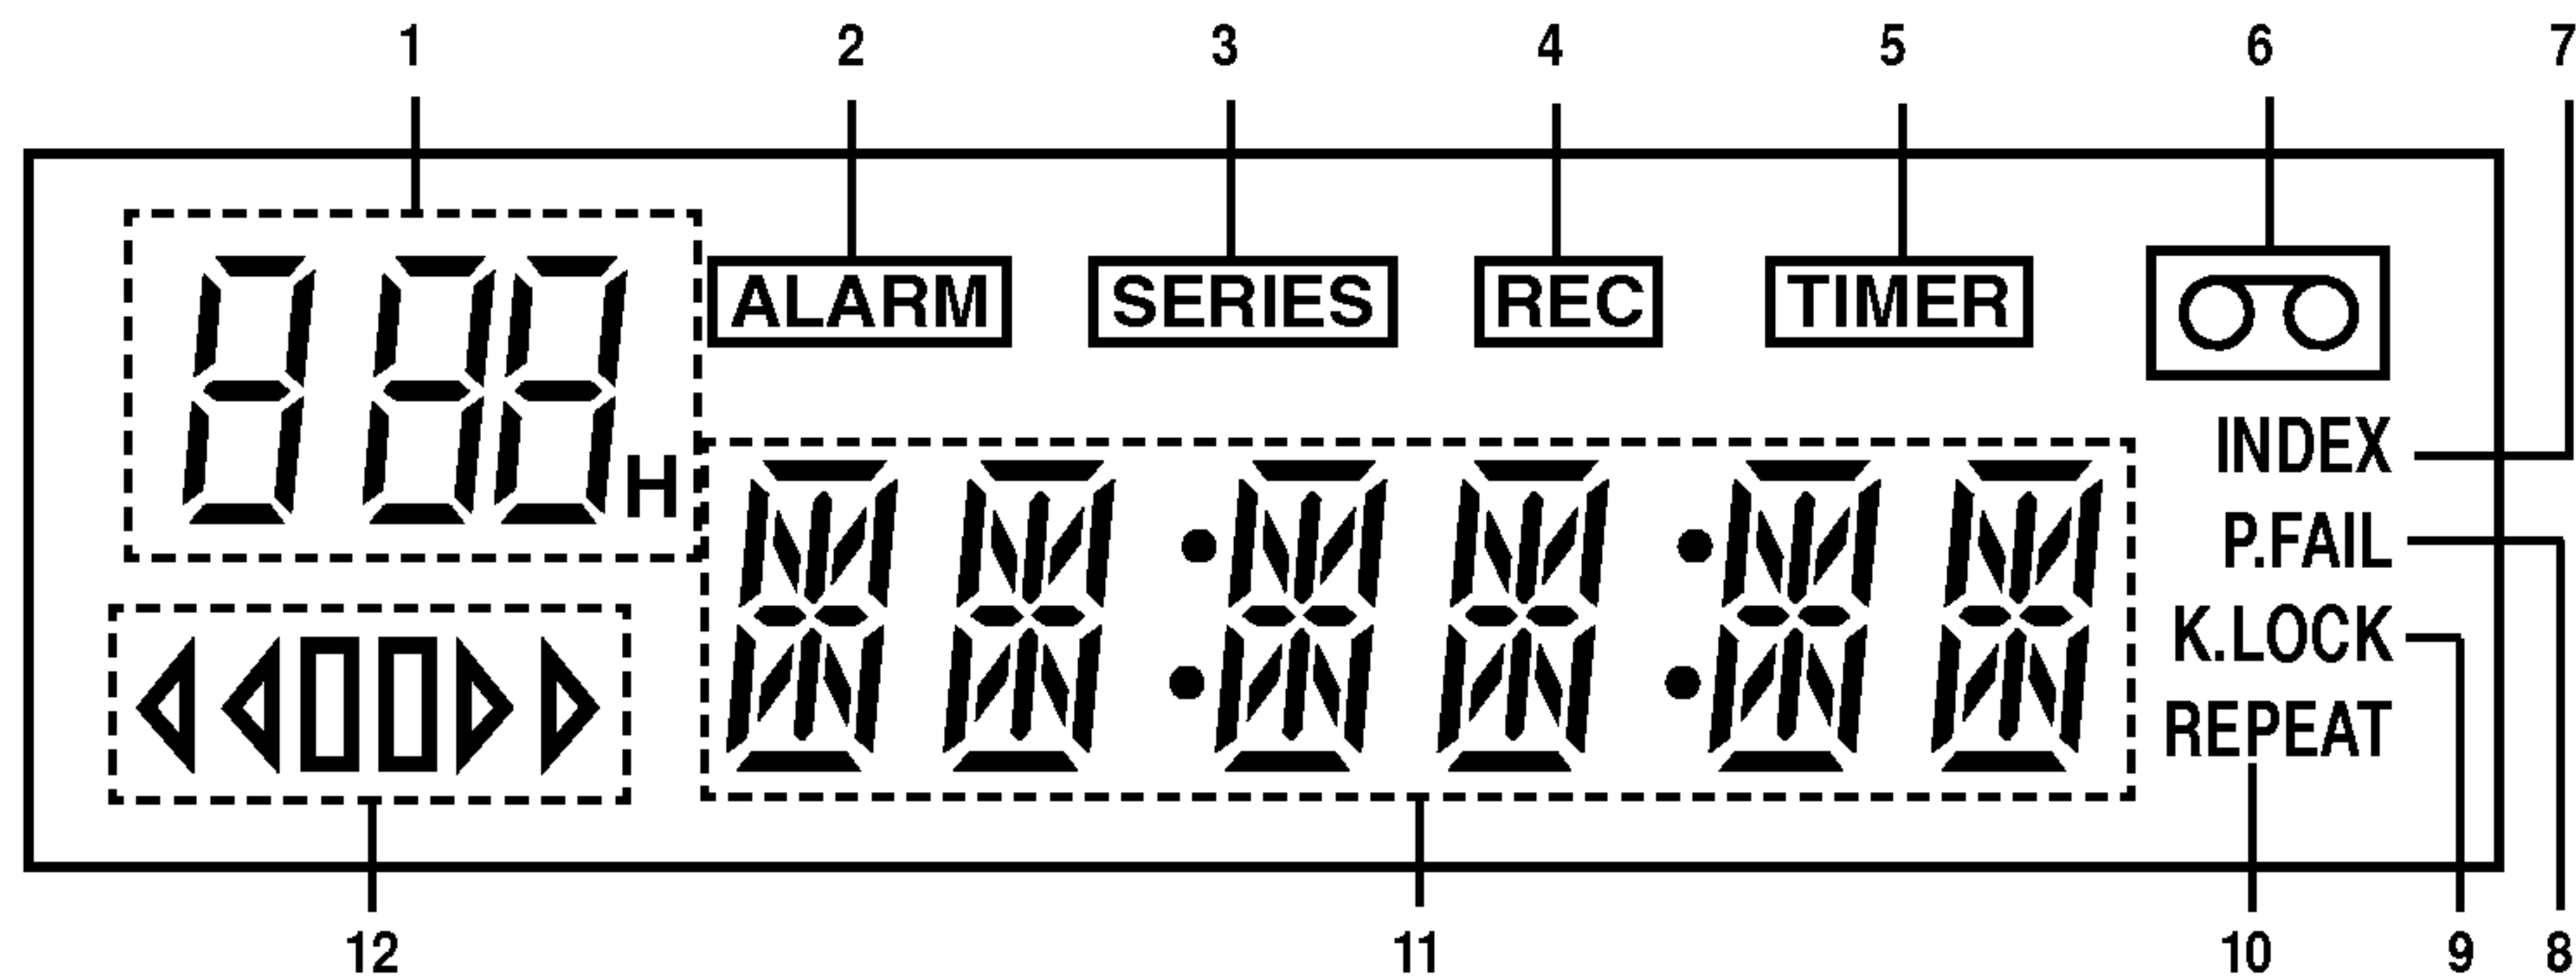 1 2 3 4 5 6 7
ALARM SERIES REC TIMER
H
INDEX
P.FAIL
K.LOCK
REPEAT
12 11 10 9 8